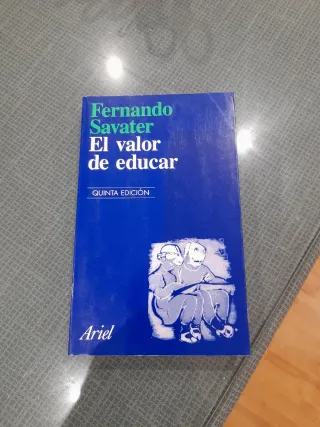 Fernando
Savater
El valor
de educar
QUINTA EDICIÓN
Ariel